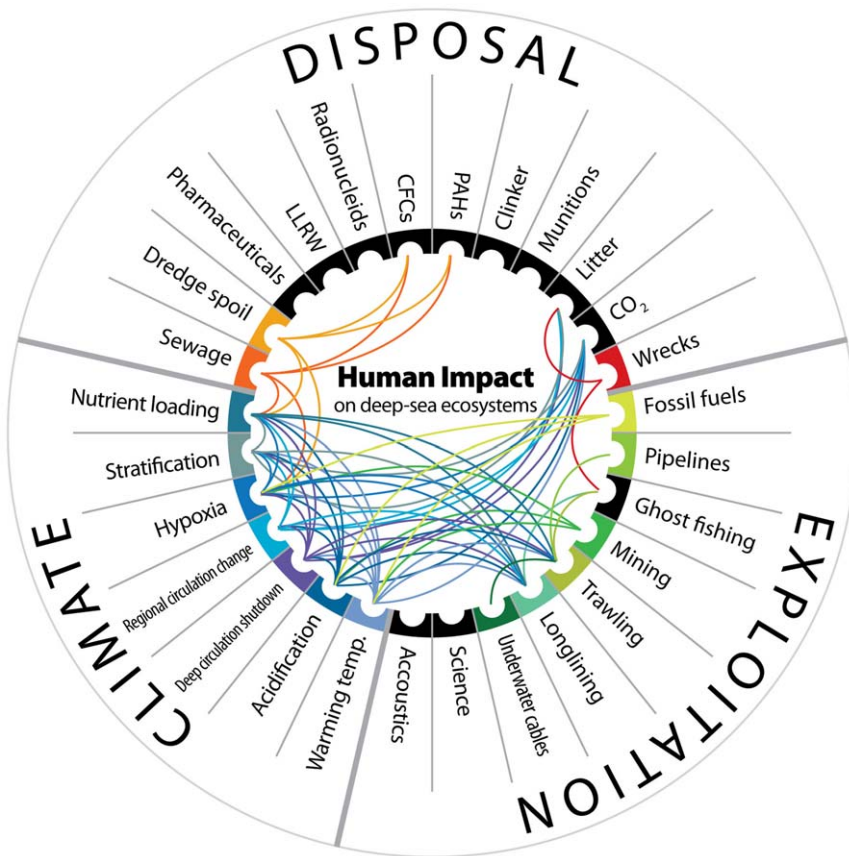 DISPOSAL
Sewage
Dredge spoil
Pharmaceuticals
LLRW
Radionucleids
CFCs
PAHs
Clinker
Munitions
Litter
CO₂
Wrecks
EXPLOITATION
Fossil fuels
Pipelines
Ghost fishing
Mining
Trawling
Longlining
Underwater cables
Science
Accoustics
CLIMATE
Warming temp.
Acidification
Deep circulation shutdown
Regional circulation change
Hypoxia
Stratification
Nutrient loading
Human Impact
on deep-sea ecosystems